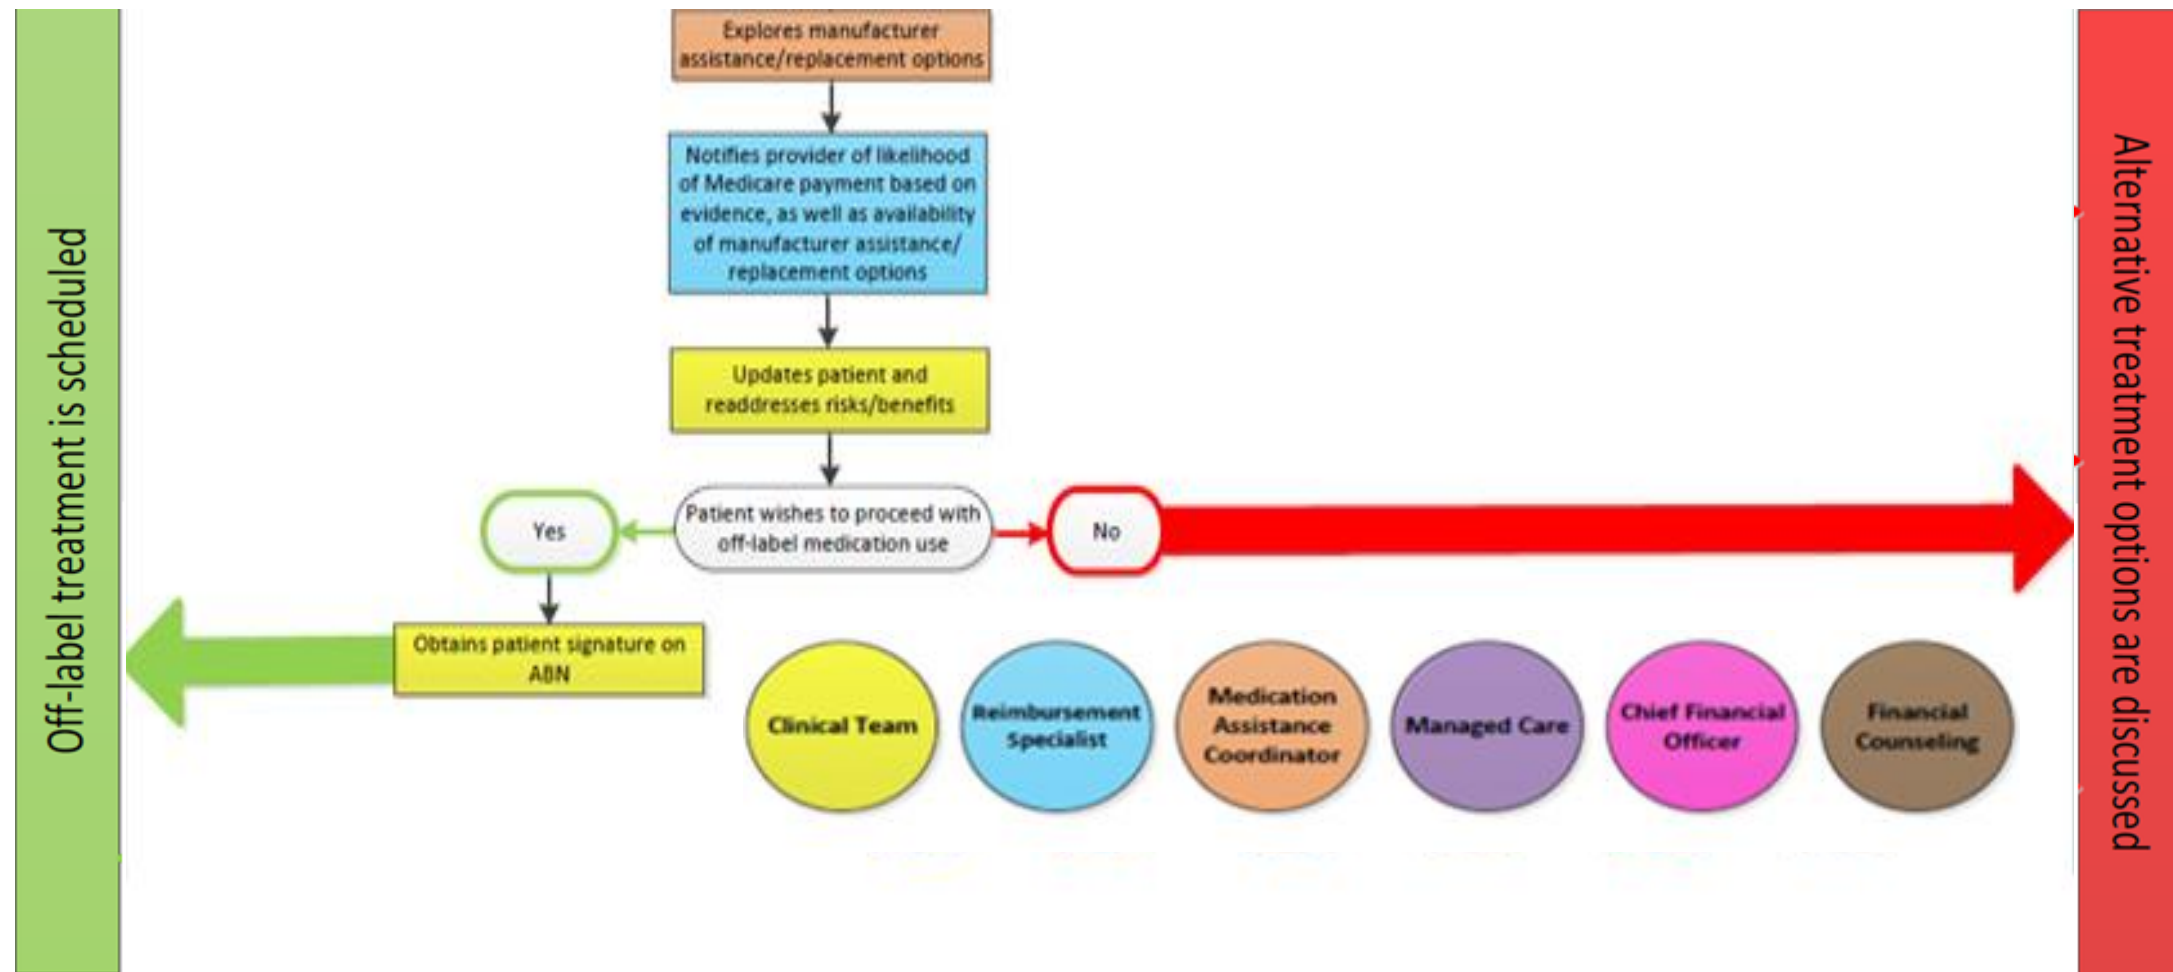 Off-label treatment is scheduled
Explores manufacturer
assistance/replacement options
Notifies provider of likelihood
of Medicare payment based on
evidence, as well as availability
of manufacturer assistance/
replacement options
Updates patient and
readdresses risks/benefits
Patient wishes to proceed with
off-label medication use
Yes
No
Obtains patient signature on
ABN
Clinical Team
Reimbursement
Specialist
Medication
Assistance
Coordinator
Managed Care
Chief Financial
Officer
Financial
Counseling
Alternative treatment options are discussed